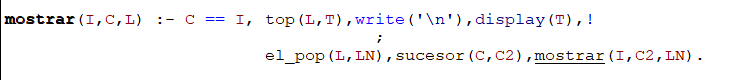 mostrar(I,C,L) :- C == I, top(L,T),write('\n'),display(T),!
;
el_pop(L,LN),sucesor(C,C2),mostrar(I,C2,LN).